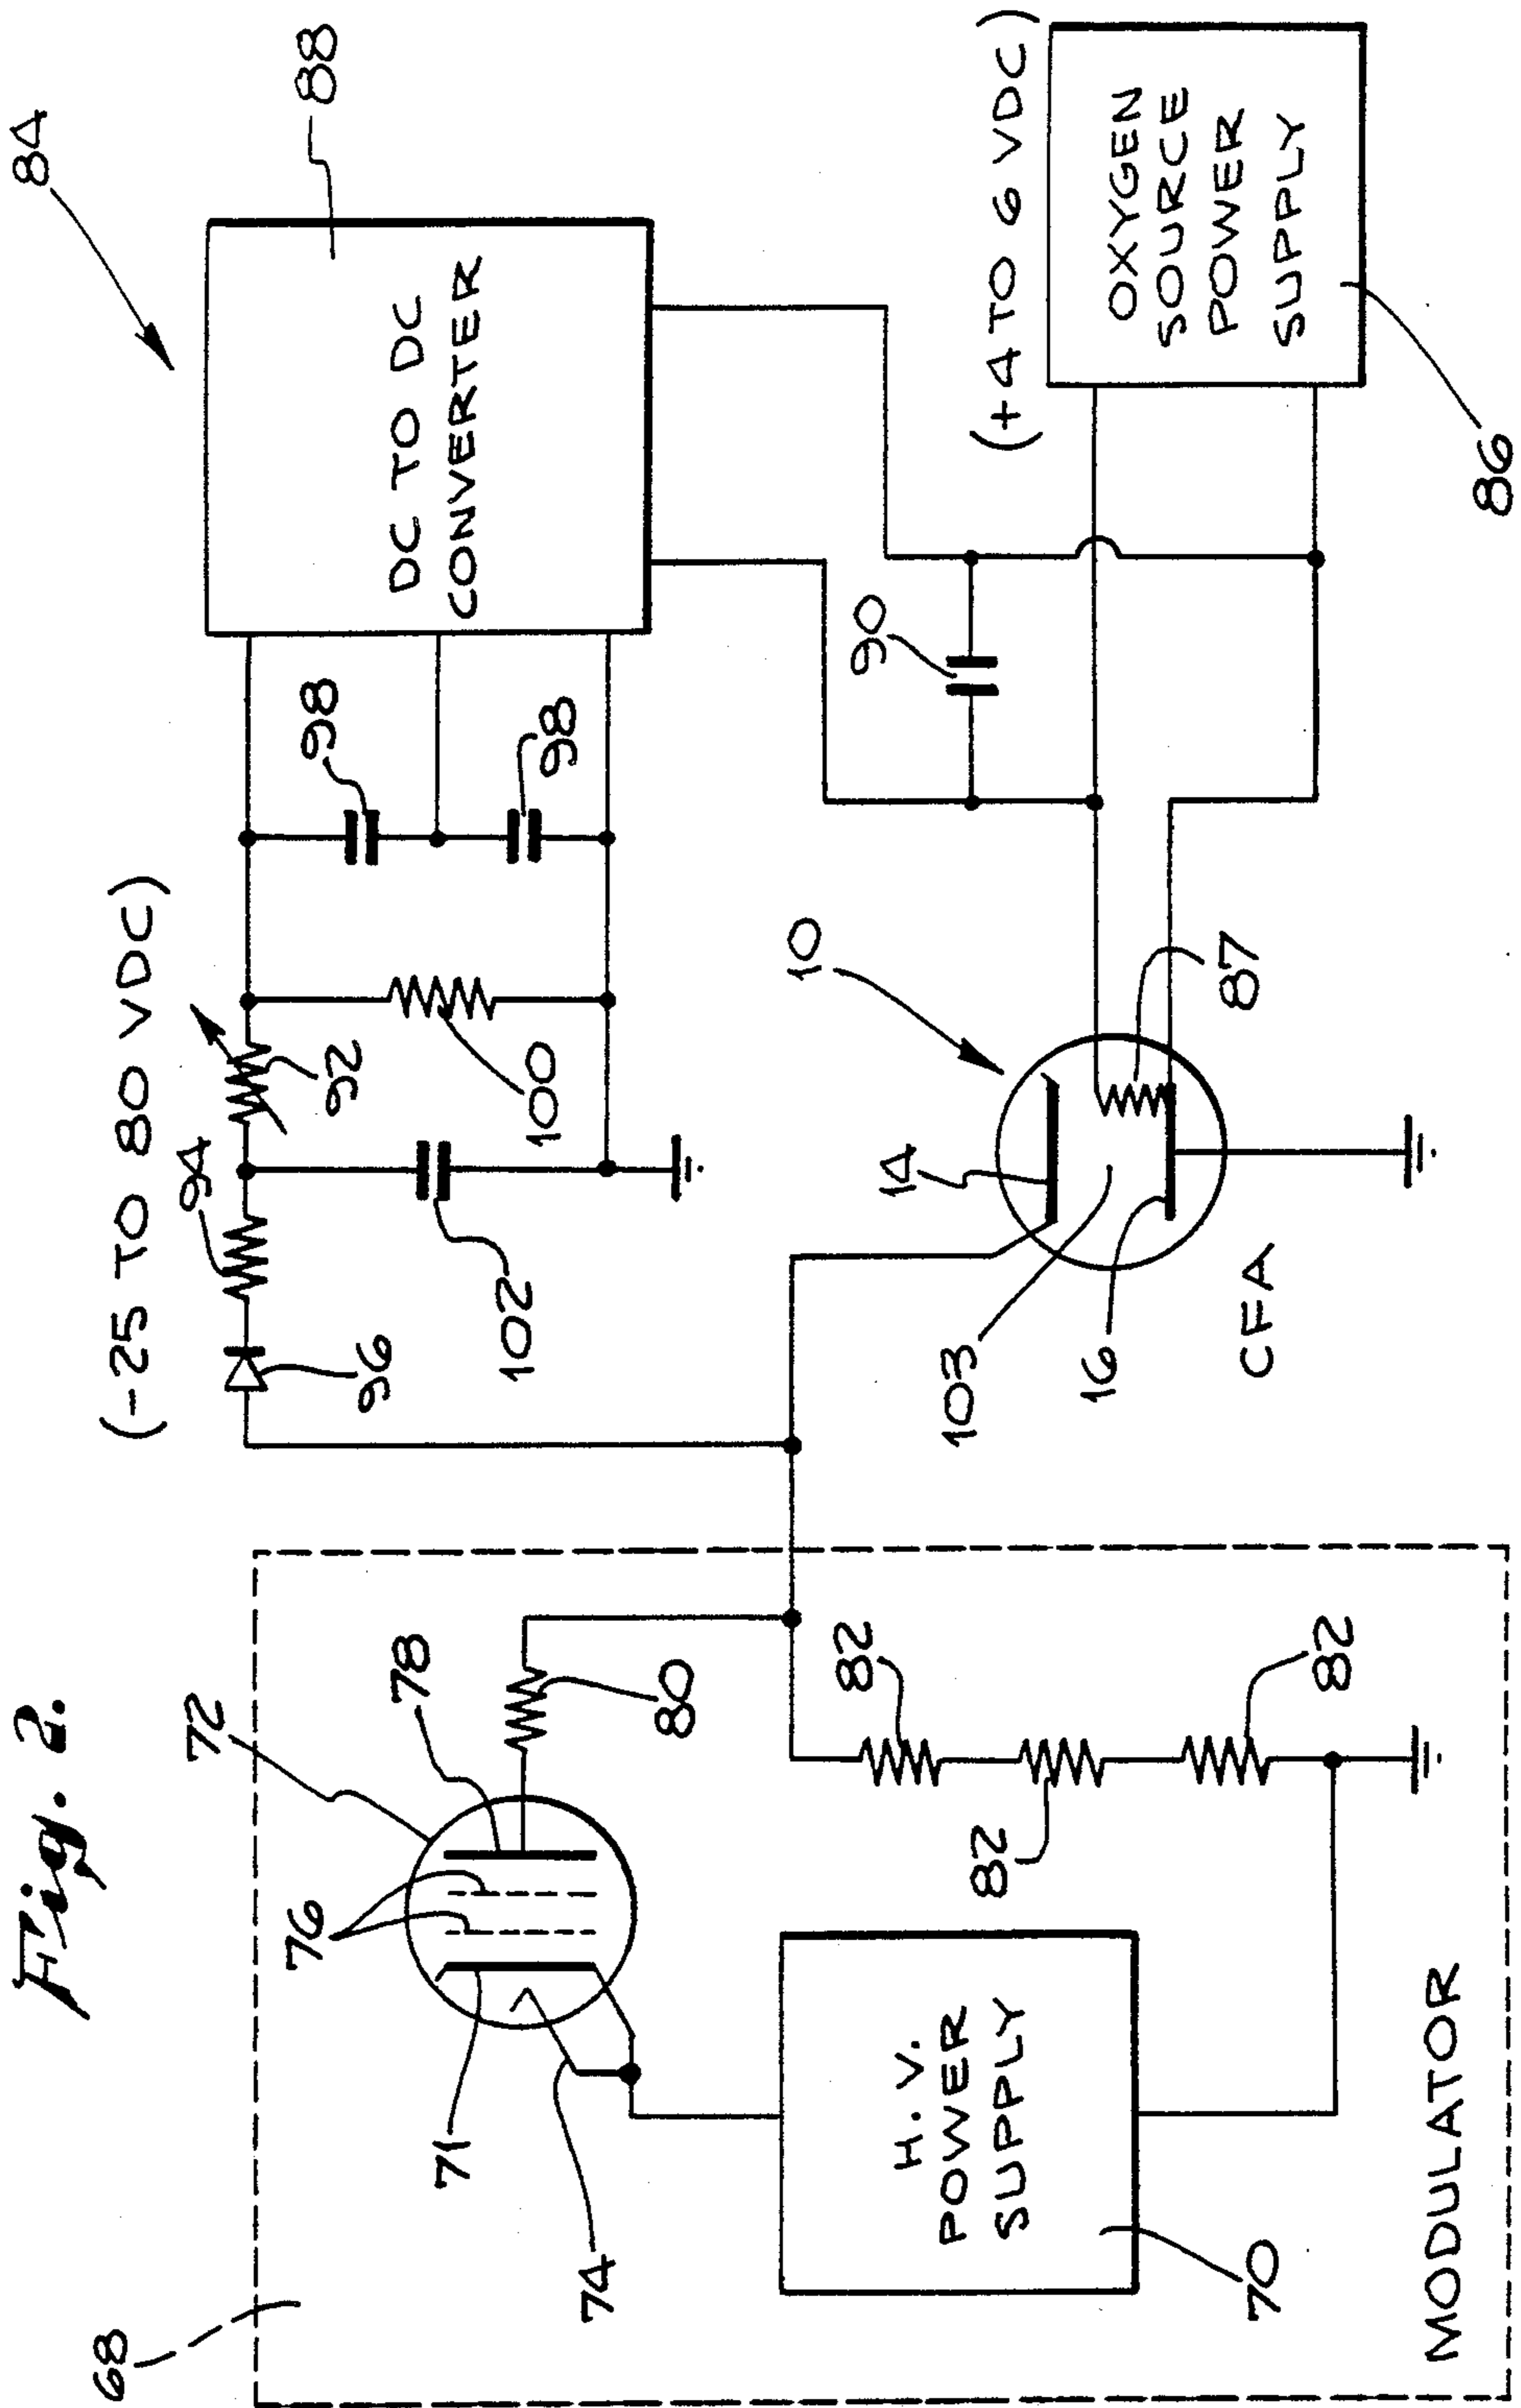 Fig. 2.
68
72
76
78
71
74
80
82
82
82
H. V.
POWER
SUPPLY
70
MODULATOR
84
(-25 TO 80 VDC)
96
94
92
102
100
98
98
DC TO DC
CONVERTER
88
10
14
103
16
87
CFA
90
(+4 TO 6 VDC)
OXYGEN
SOURCE
POWER
SUPPLY
86